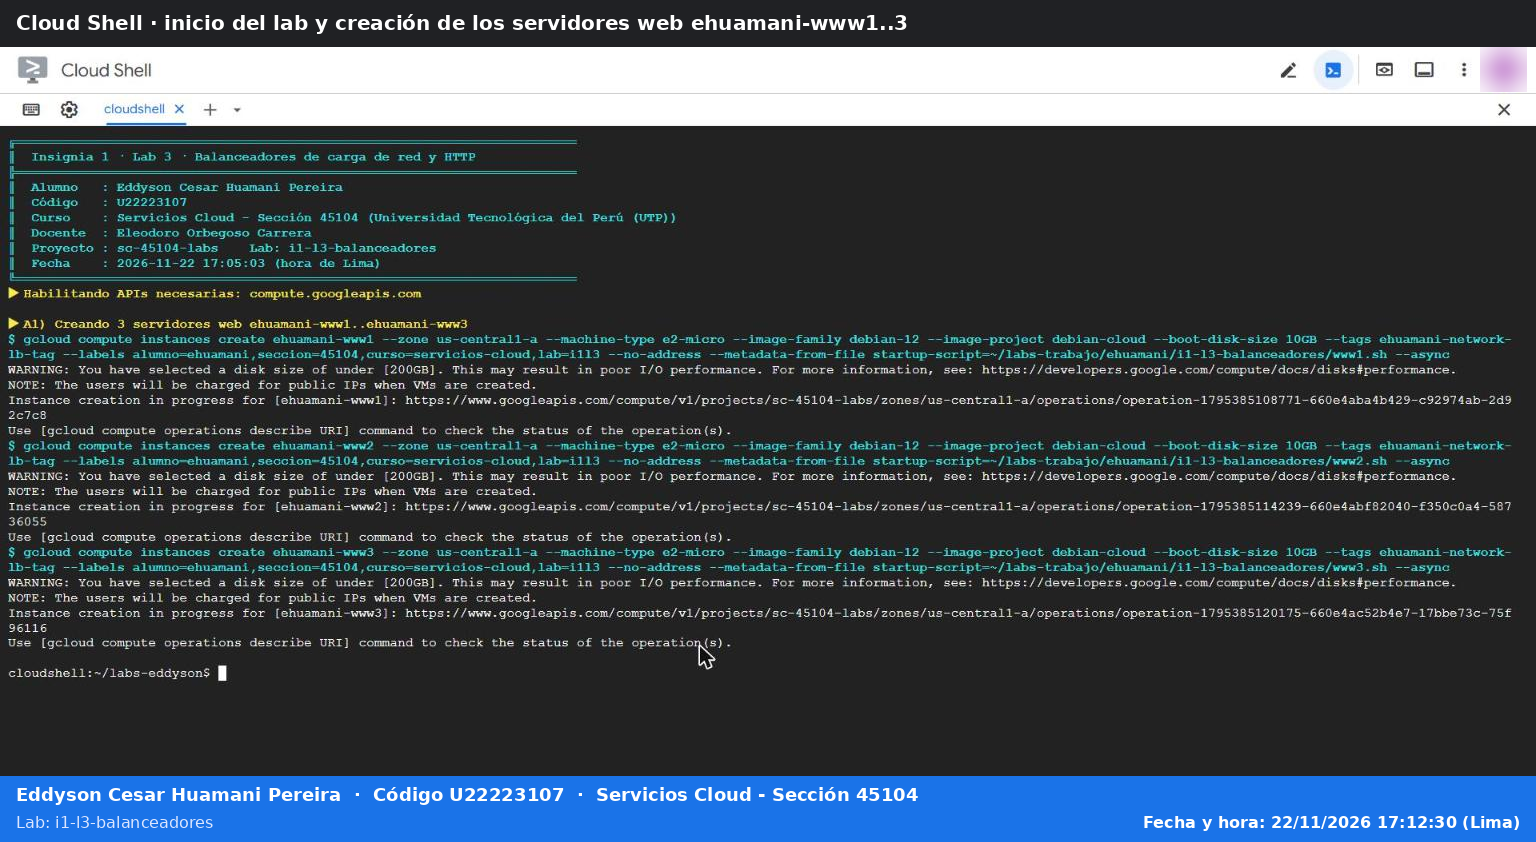 Cloud Shell · inicio del lab y creación de los servidores web ehuamani-www1..3
Cloud Shell
cloudshell
Insignia 1 · Lab 3 · Balanceadores de carga de red y HTTP
Alumno : Eddyson Cesar Huamani Pereira
Código : U22223107
Curso : Servicios Cloud - Sección 45104 (Universidad Tecnológica del Perú (UTP))
Docente : Eleodoro Orbegoso Carrera
Proyecto : sc-45104-labs Lab: i1-l3-balanceadores
Fecha : 2026-11-22 17:05:03 (hora de Lima)
▶ Habilitando APIs necesarias: compute.googleapis.com
▶ A1) Creando 3 servidores web ehuamani-www1..ehuamani-www3
$ gcloud compute instances create ehuamani-www1 --zone us-central1-a --machine-type e2-micro --image-family debian-12 --image-project debian-cloud --boot-disk-size 10GB --tags ehuamani-network-
lb-tag --labels alumno=ehuamani,seccion=45104,curso=servicios-cloud,lab=i1l3 --no-address --metadata-from-file startup-script=~/labs-trabajo/ehuamani/i1-l3-balanceadores/www1.sh --async
WARNING: You have selected a disk size of under [200GB]. This may result in poor I/O performance. For more information, see: https://developers.google.com/compute/docs/disks#performance.
NOTE: The users will be charged for public IPs when VMs are created.
Instance creation in progress for [ehuamani-www1]: https://www.googleapis.com/compute/v1/projects/sc-45104-labs/zones/us-central1-a/operations/operation-1795385108771-660e4aba4b429-c92974ab-2d9
2c7c8
Use [gcloud compute operations describe URI] command to check the status of the operation(s).
$ gcloud compute instances create ehuamani-www2 --zone us-central1-a --machine-type e2-micro --image-family debian-12 --image-project debian-cloud --boot-disk-size 10GB --tags ehuamani-network-
lb-tag --labels alumno=ehuamani,seccion=45104,curso=servicios-cloud,lab=i1l3 --no-address --metadata-from-file startup-script=~/labs-trabajo/ehuamani/i1-l3-balanceadores/www2.sh --async
WARNING: You have selected a disk size of under [200GB]. This may result in poor I/O performance. For more information, see: https://developers.google.com/compute/docs/disks#performance.
NOTE: The users will be charged for public IPs when VMs are created.
Instance creation in progress for [ehuamani-www2]: https://www.googleapis.com/compute/v1/projects/sc-45104-labs/zones/us-central1-a/operations/operation-1795385114239-660e4abf82040-f350c0a4-587
36055
Use [gcloud compute operations describe URI] command to check the status of the operation(s).
$ gcloud compute instances create ehuamani-www3 --zone us-central1-a --machine-type e2-micro --image-family debian-12 --image-project debian-cloud --boot-disk-size 10GB --tags ehuamani-network-
lb-tag --labels alumno=ehuamani,seccion=45104,curso=servicios-cloud,lab=i1l3 --no-address --metadata-from-file startup-script=~/labs-trabajo/ehuamani/i1-l3-balanceadores/www3.sh --async
WARNING: You have selected a disk size of under [200GB]. This may result in poor I/O performance. For more information, see: https://developers.google.com/compute/docs/disks#performance.
NOTE: The users will be charged for public IPs when VMs are created.
Instance creation in progress for [ehuamani-www3]: https://www.googleapis.com/compute/v1/projects/sc-45104-labs/zones/us-central1-a/operations/operation-1795385120175-660e4ac52b4e7-17bbe73c-75f
96116
Use [gcloud compute operations describe URI] command to check the status of the operation(s).
cloudshell:~/labs-eddyson$
Eddyson Cesar Huamani Pereira · Código U22223107 · Servicios Cloud - Sección 45104
Lab: i1-l3-balanceadores
Fecha y hora: 22/11/2026 17:12:30 (Lima)